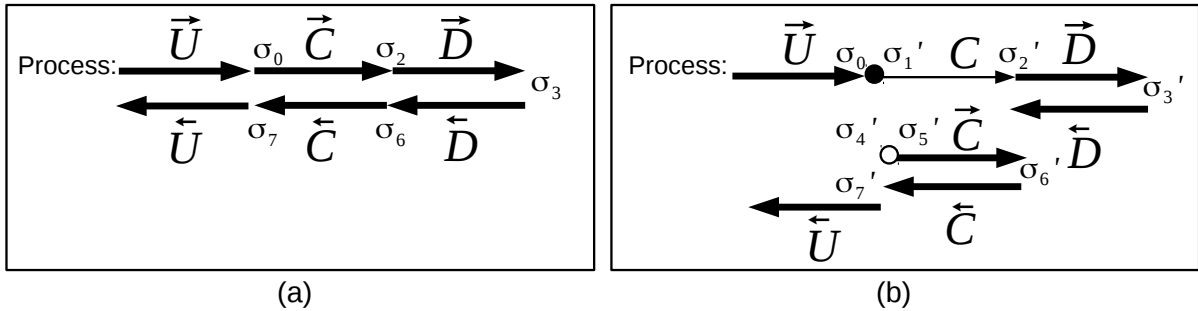 U⃗ σ₀ C⃗ σ₂ D⃗
Process:
σ₃
U⃖ σ₇ C⃖ σ₆ D⃖
(a)
U⃗ σ₀ σ₁′ C σ₂′ D⃗
Process:
σ₃′
σ₄′ σ₅′ C⃗ D⃖
σ₆′
σ₇′
U⃖ C⃖
(b)